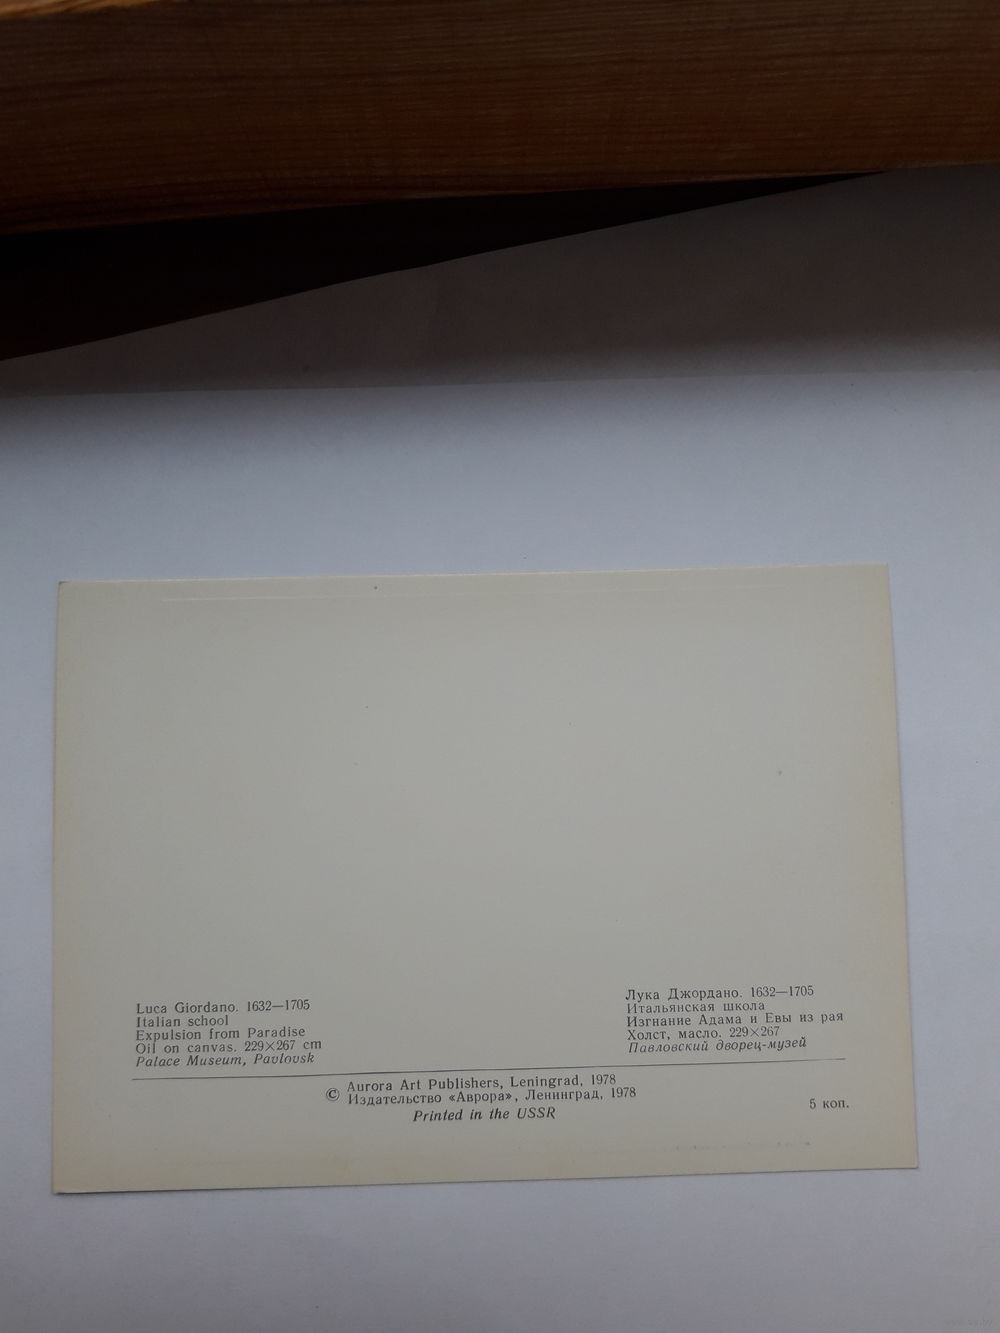 Luca Giordano. 1632—1705
Italian school
Expulsion from Paradise
Oil on canvas. 229×267 cm
Palace Museum, Pavlovsk
Лука Джордано. 1632—1705
Итальянская школа
Изгнание Адама и Евы из рая
Холст, масло. 229×267
Павловский дворец-музей
© Aurora Art Publishers, Leningrad, 1978
Издательство «Аврора», Ленинград, 1978
Printed in the USSR
5 коп.